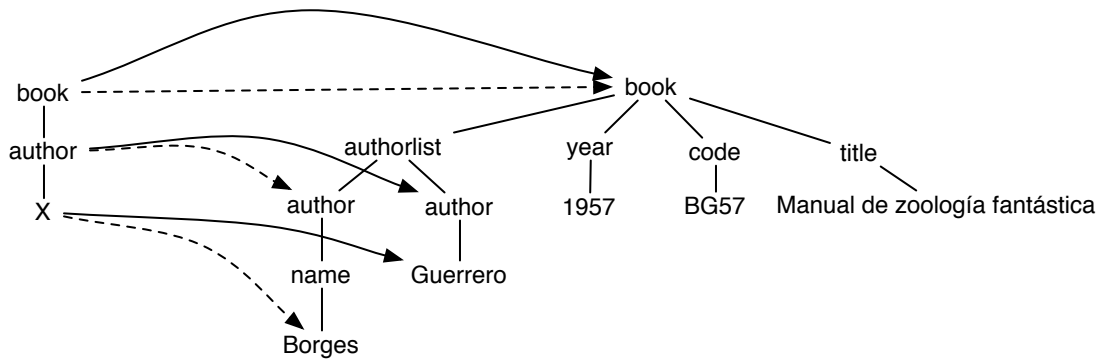 book
book
author
authorlist
year
code
title
X
author
author
1957
BG57
Manual de zoología fantástica
name
Guerrero
Borges